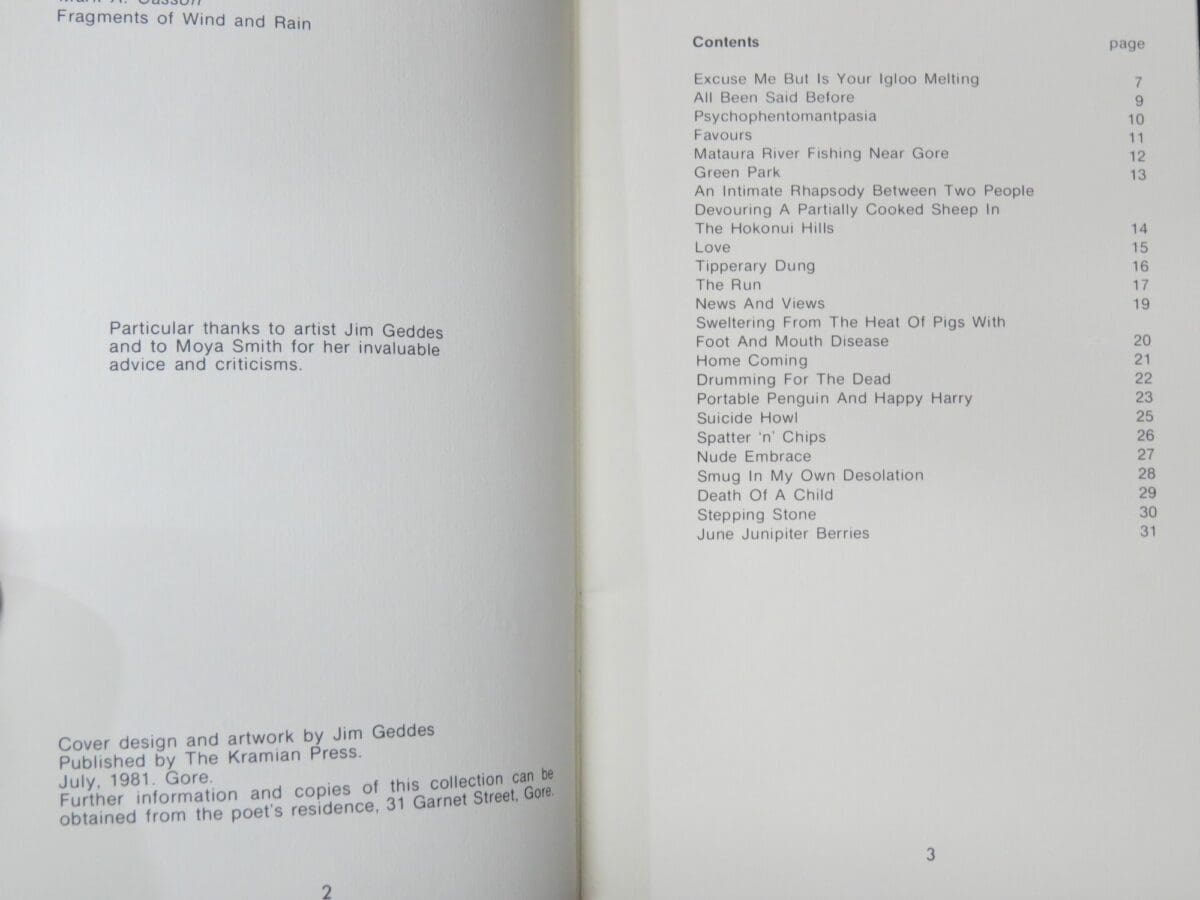 Fragments of Wind and Rain
Particular thanks to artist Jim Geddes
and to Moya Smith for her invaluable
advice and criticisms.
Cover design and artwork by Jim Geddes
Published by The Kramian Press.
July, 1981. Gore.
Further information and copies of this collection can be
obtained from the poet's residence, 31 Garnet Street, Gore.
2
Contents page
Excuse Me But Is Your Igloo Melting 7
All Been Said Before 9
Psychophentomantpasia 10
Favours 11
Mataura River Fishing Near Gore 12
Green Park 13
An Intimate Rhapsody Between Two People
Devouring A Partially Cooked Sheep In
The Hokonui Hills 14
Love 15
Tipperary Dung 16
The Run 17
News And Views 19
Sweltering From The Heat Of Pigs With
Foot And Mouth Disease 20
Home Coming 21
Drumming For The Dead 22
Portable Penguin And Happy Harry 23
Suicide Howl 25
Spatter 'n' Chips 26
Nude Embrace 27
Smug In My Own Desolation 28
Death Of A Child 29
Stepping Stone 30
June Junipiter Berries 31
3